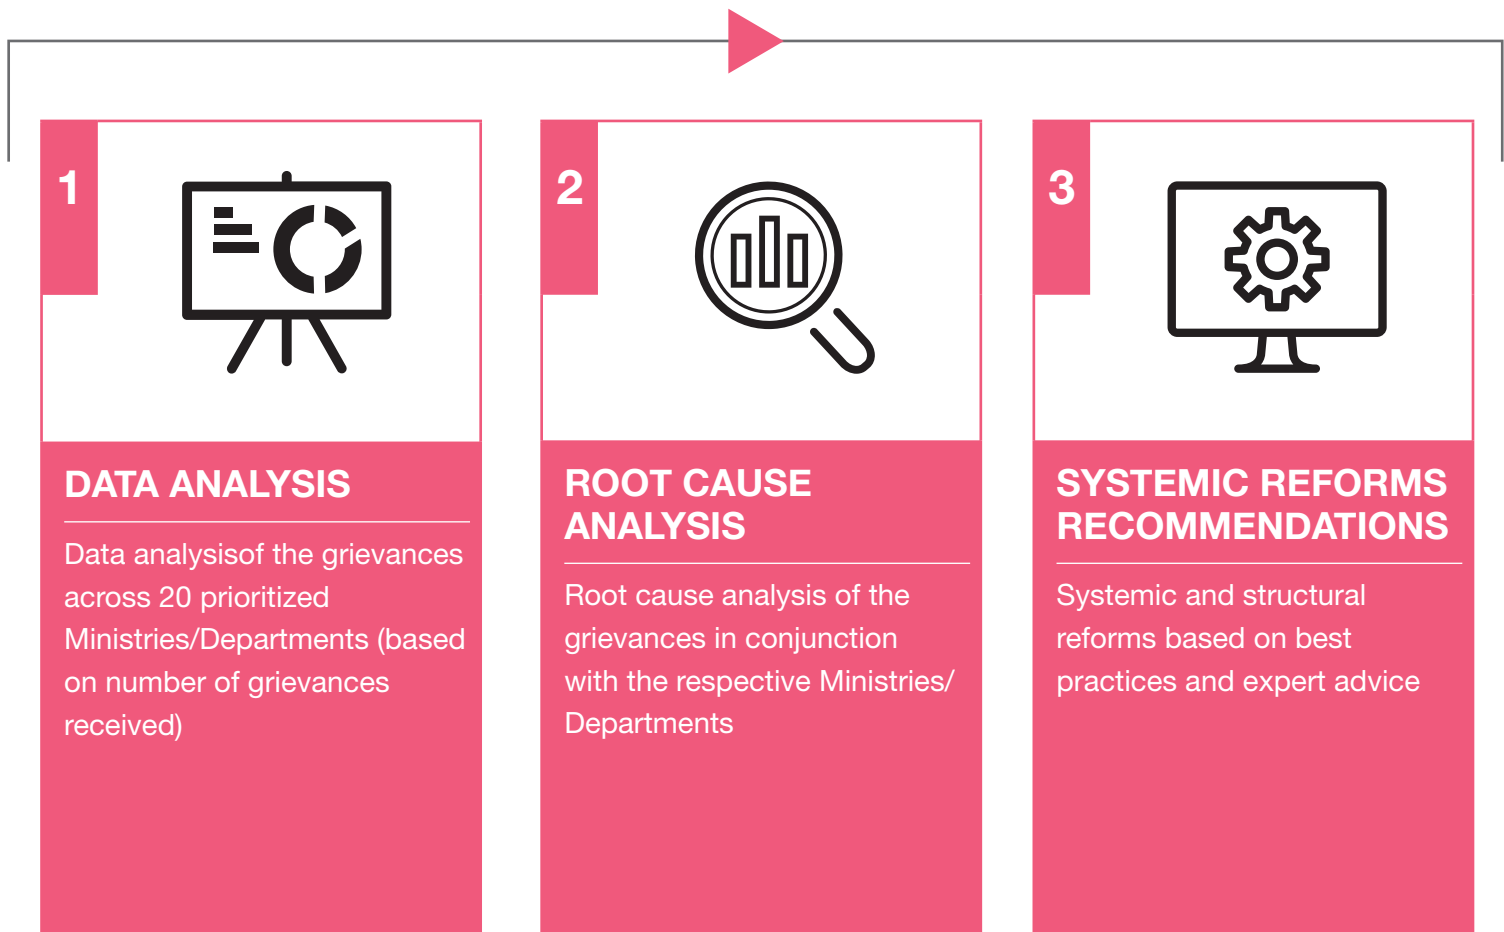 1
DATA ANALYSIS
Data analysisof the grievances
across 20 prioritized
Ministries/Departments (based
on number of grievances
received)
2
ROOT CAUSE
ANALYSIS
Root cause analysis of the
grievances in conjunction
with the respective Ministries/
Departments
3
SYSTEMIC REFORMS
RECOMMENDATIONS
Systemic and structural
reforms based on best
practices and expert advice